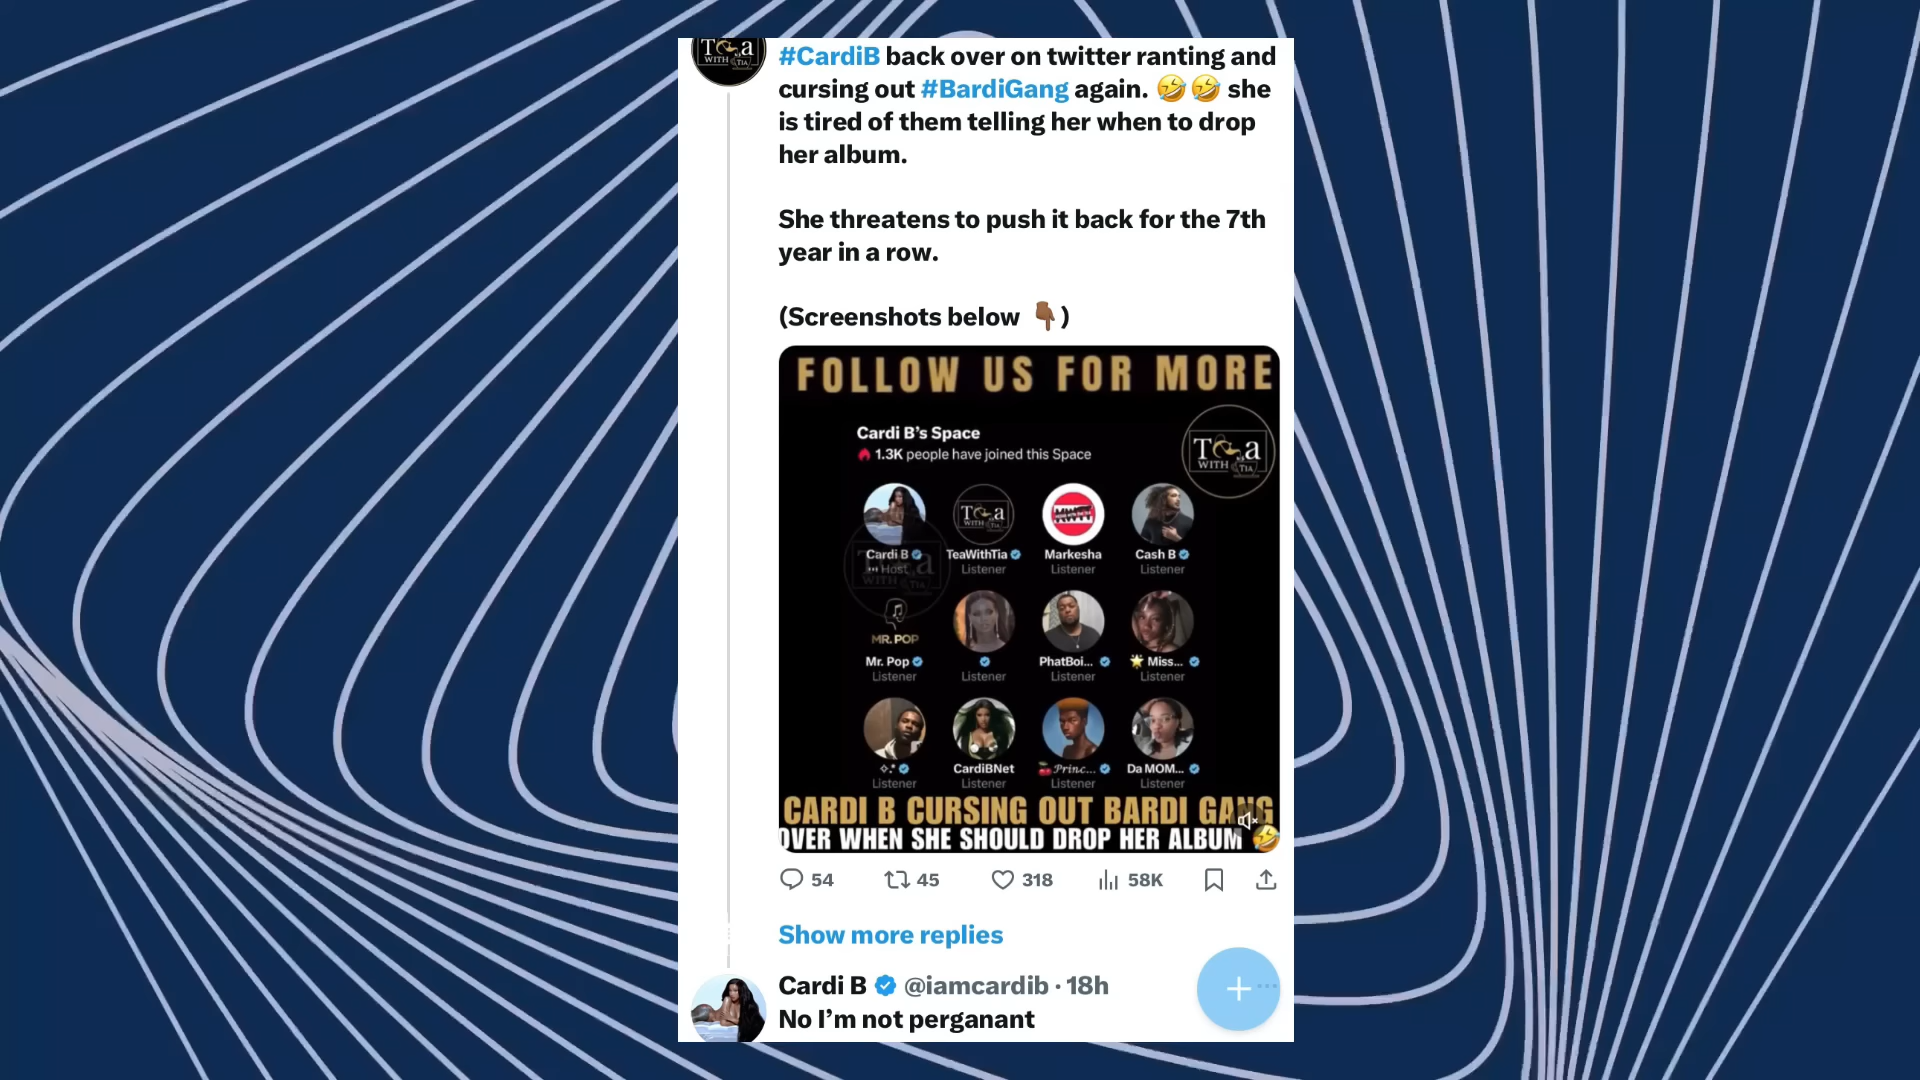 #CardiB back over on twitter ranting and
cursing out #BardiGang again. 🤣🤣 she
is tired of them telling her when to drop
her album.
She threatens to push it back for the 7th
year in a row.
(Screenshots below 👇🏾)
FOLLOW US FOR MORE
Cardi B's Space
🔥 1.3K people have joined this Space
Tea
WITH TIA
Cardi B
Host
TeaWithTia
Listener
Markesha
Listener
Cash B
Listener
MR. POP
Mr. Pop
Listener
Listener
PhatBoi...
Listener
🌟 Miss...
Listener
Listener
CardiBNet
Listener
🍒 𝒫𝓇𝒾𝓃𝒸...
Listener
Da MOM...
Listener
CARDI B CURSING OUT BARDI GANG
OVER WHEN SHE SHOULD DROP HER ALBUM 🤣
54 45 318 58K
Show more replies
Cardi B @iamcardib · 18h
No I'm not perganant